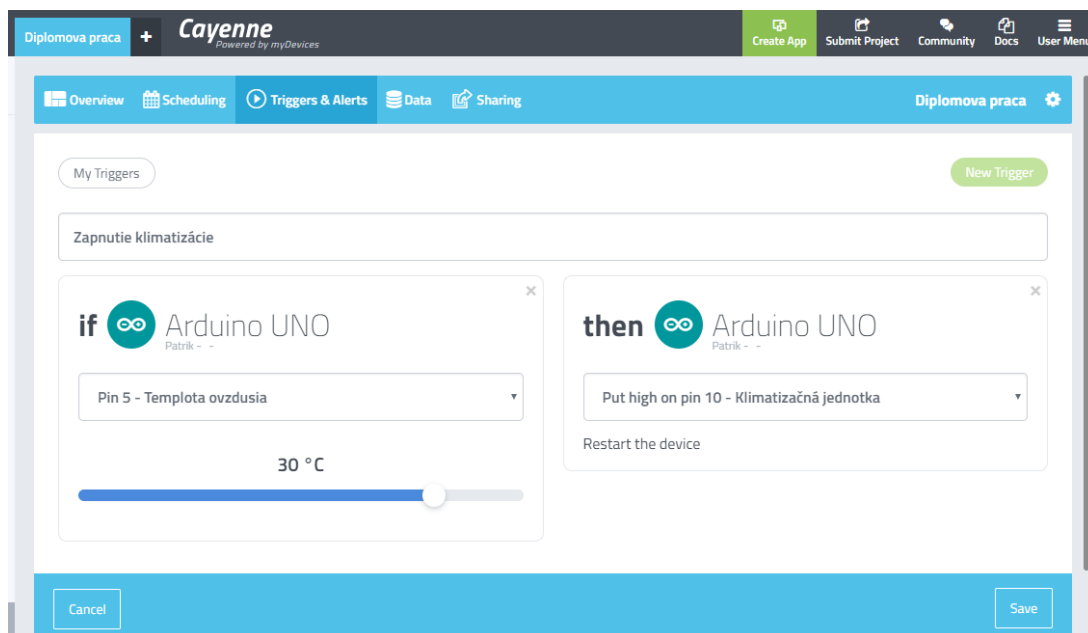 Diplomova praca + Cayenne Create App Submit Project Community Docs User Menu
Powered by myDevices
Overview Scheduling Triggers & Alerts Data Sharing Diplomova praca
My Triggers New Trigger
Zapnutie klimatizácie
if Arduino UNO
Patrik - -
Pin 5 - Templota ovzdusia
30 °C
then Arduino UNO
Patrik - -
Put high on pin 10 - Klimatizačná jednotka
Restart the device
Cancel Save